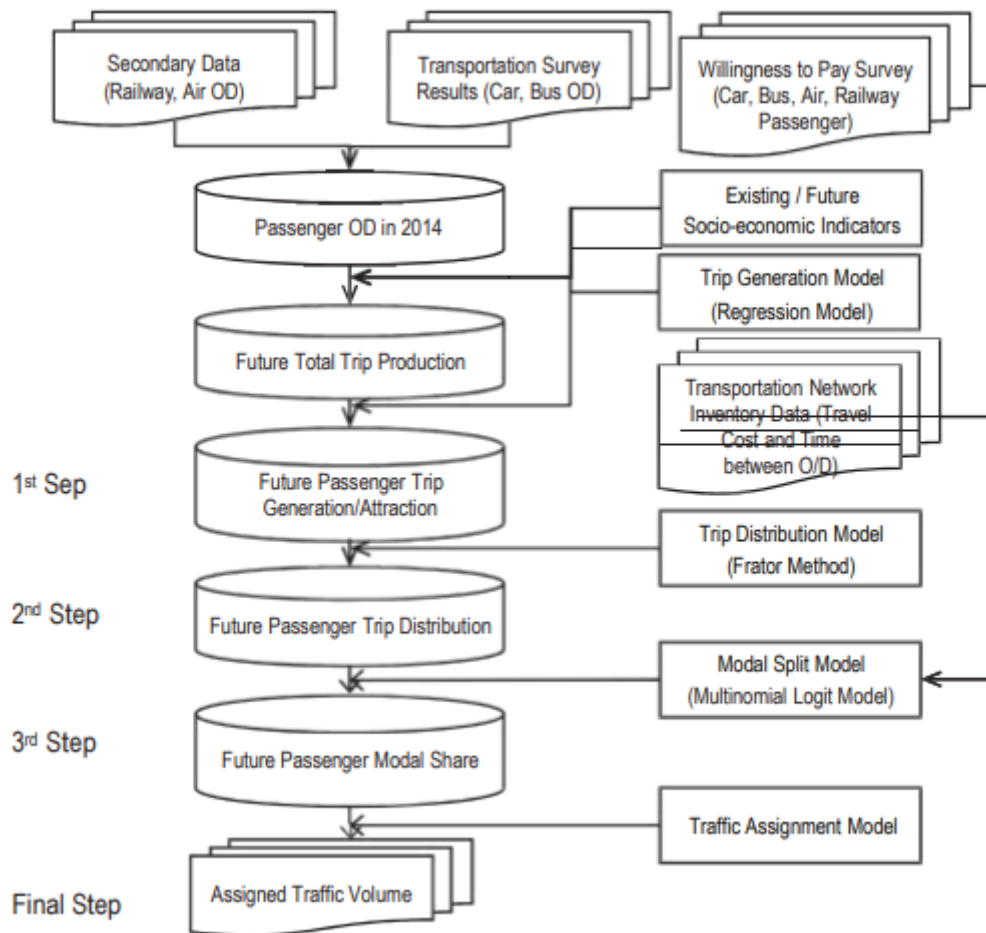 Secondary Data
(Railway, Air OD)
Transportation Survey
Results (Car, Bus OD)
Willingness to Pay Survey
(Car, Bus, Air, Railway
Passenger)
Passenger OD in 2014
Existing / Future
Socio-economic Indicators
Trip Generation Model
(Regression Model)
Future Total Trip Production
Transportation Network
Inventory Data (Travel
Cost and Time
between O/D)
1st Sep
Future Passenger Trip
Generation/Attraction
Trip Distribution Model
(Frator Method)
2nd Step
Future Passenger Trip Distribution
Modal Split Model
(Multinomial Logit Model)
3rd Step
Future Passenger Modal Share
Traffic Assignment Model
Final Step
Assigned Traffic Volume